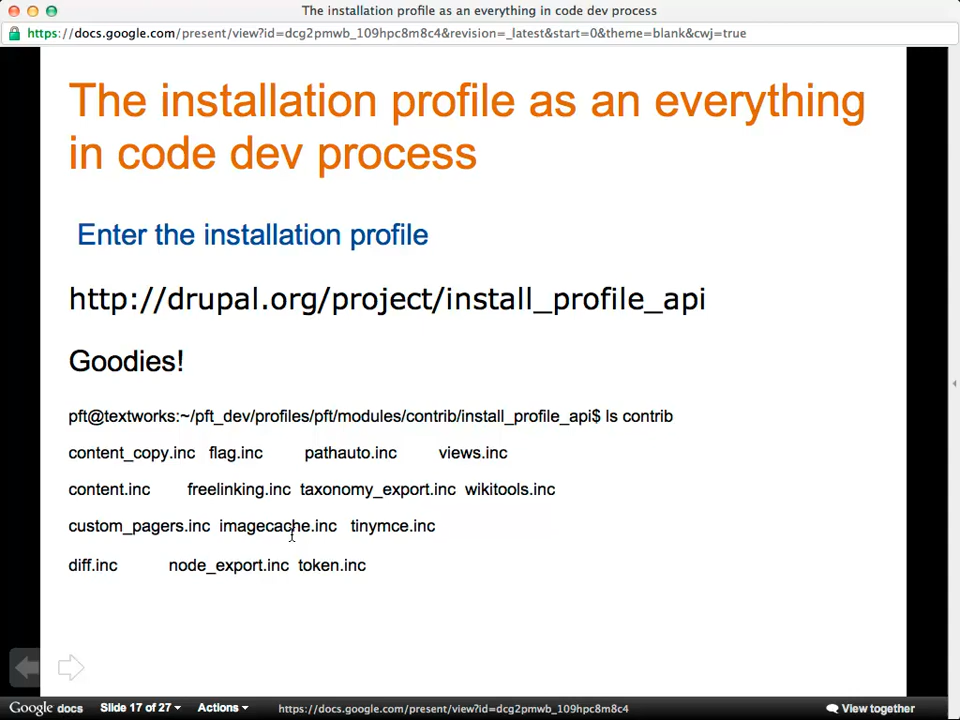 The installation profile as an everything in code dev process
https://docs.google.com/present/view?id=dcg2pmwb_109hpc8m8c4&revision=_latest&start=0&theme=blank&cwj=true
The installation profile as an everything
in code dev process
Enter the installation profile
http://drupal.org/project/install_profile_api
Goodies!
pft@textworks:~/pft_dev/profiles/pft/modules/contrib/install_profile_api$ ls contrib
content_copy.inc flag.inc pathauto.inc views.inc
content.inc freelinking.inc taxonomy_export.inc wikitools.inc
custom_pagers.inc imagecache.inc tinymce.inc
diff.inc node_export.inc token.inc
Google docs Slide 17 of 27 Actions https://docs.google.com/present/view?id=dcg2pmwb_109hpc8m8c4 View together